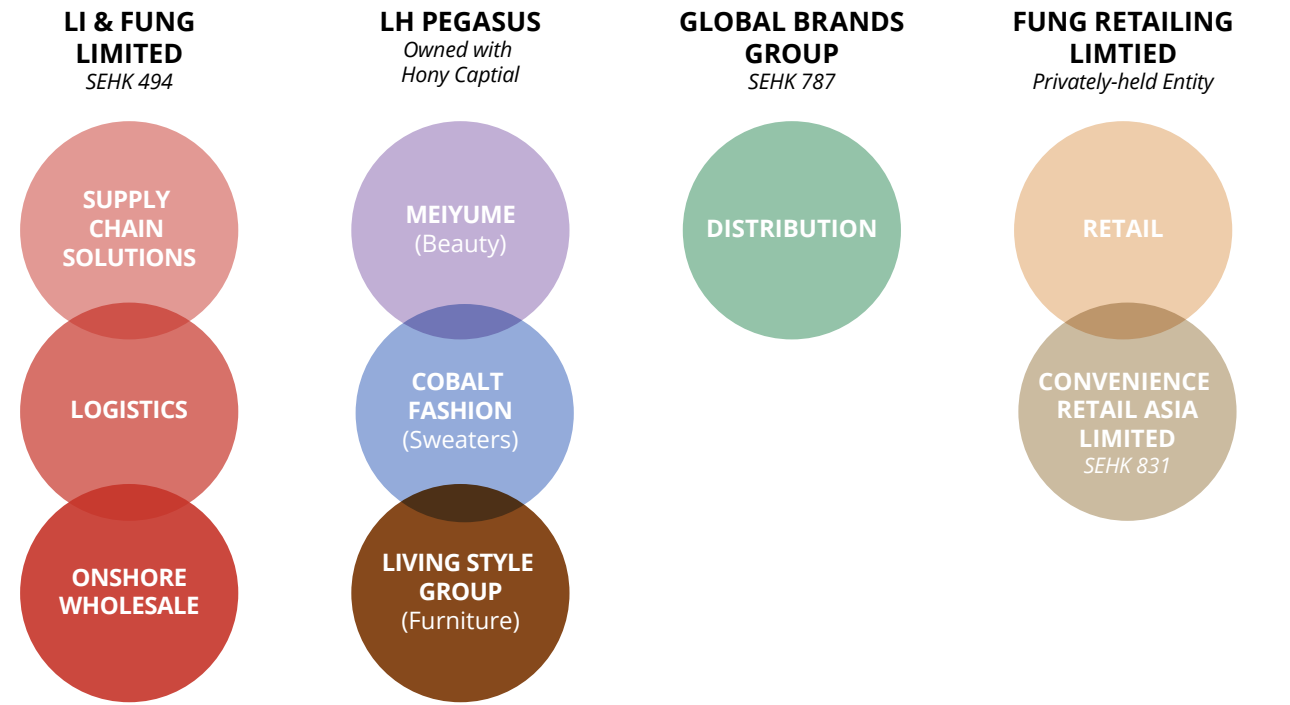 LI & FUNG
LIMITED
SEHK 494
SUPPLY
CHAIN
SOLUTIONS
LOGISTICS
ONSHORE
WHOLESALE
LH PEGASUS
Owned with
Hony Captial
MEIYUME
(Beauty)
COBALT
FASHION
(Sweaters)
LIVING STYLE
GROUP
(Furniture)
GLOBAL BRANDS
GROUP
SEHK 787
DISTRIBUTION
FUNG RETAILING
LIMTIED
Privately-held Entity
RETAIL
CONVENIENCE
RETAIL ASIA
LIMITED
SEHK 831